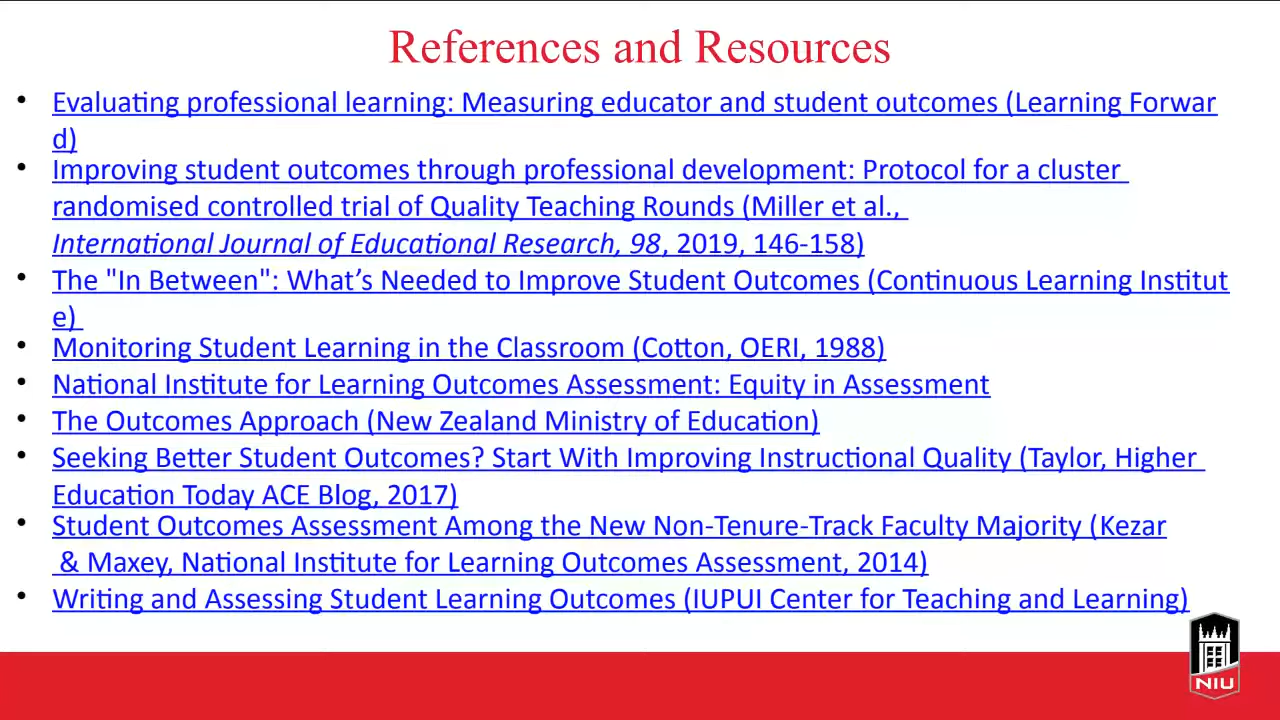 References and Resources
• Evaluating professional learning: Measuring educator and student outcomes (Learning Forwar
d)
• Improving student outcomes through professional development: Protocol for a cluster
randomised controlled trial of Quality Teaching Rounds (Miller et al.,
International Journal of Educational Research, 98, 2019, 146-158)
• The "In Between": What’s Needed to Improve Student Outcomes (Continuous Learning Institut
e)
• Monitoring Student Learning in the Classroom (Cotton, OERI, 1988)
• National Institute for Learning Outcomes Assessment: Equity in Assessment
• The Outcomes Approach (New Zealand Ministry of Education)
• Seeking Better Student Outcomes? Start With Improving Instructional Quality (Taylor, Higher
Education Today ACE Blog, 2017)
• Student Outcomes Assessment Among the New Non-Tenure-Track Faculty Majority (Kezar
& Maxey, National Institute for Learning Outcomes Assessment, 2014)
• Writing and Assessing Student Learning Outcomes (IUPUI Center for Teaching and Learning)
NIU